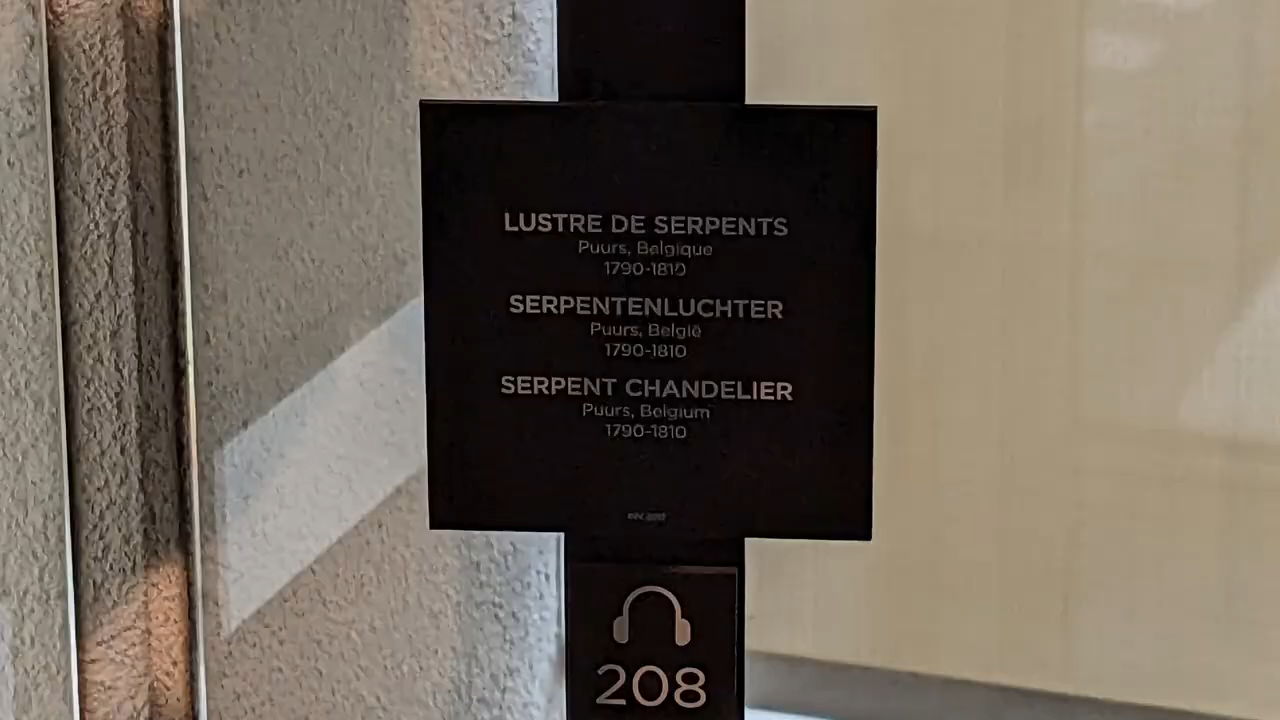 LUSTRE DE SERPENTS
Puurs, Belgique
1790-1810
SERPENTENLUCHTER
Puurs, België
1790-1810
SERPENT CHANDELIER
Puurs, Belgium
1790-1810
208